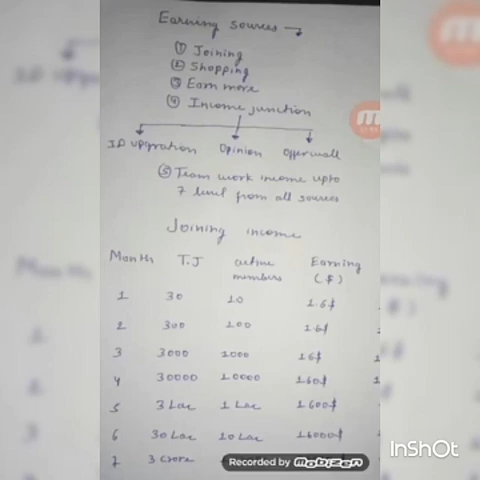 Earning sources →
① Joining
② Shopping
③ Earn more
④ Income junction
ID upgration Opinion Offerwall
⑤ Team work income upto
7 level from all sources
Joining income
Month T.J active members Earning ($)
1 30 10 1.6$
2 300 100 16$
3 3000 1000 16$
4 30000 10000 160$
5 3 Lac 1 Lac 1600$
6 30 Lac 10 Lac 16000$
7 3 crore
Recorded by Mobizen
InShOt